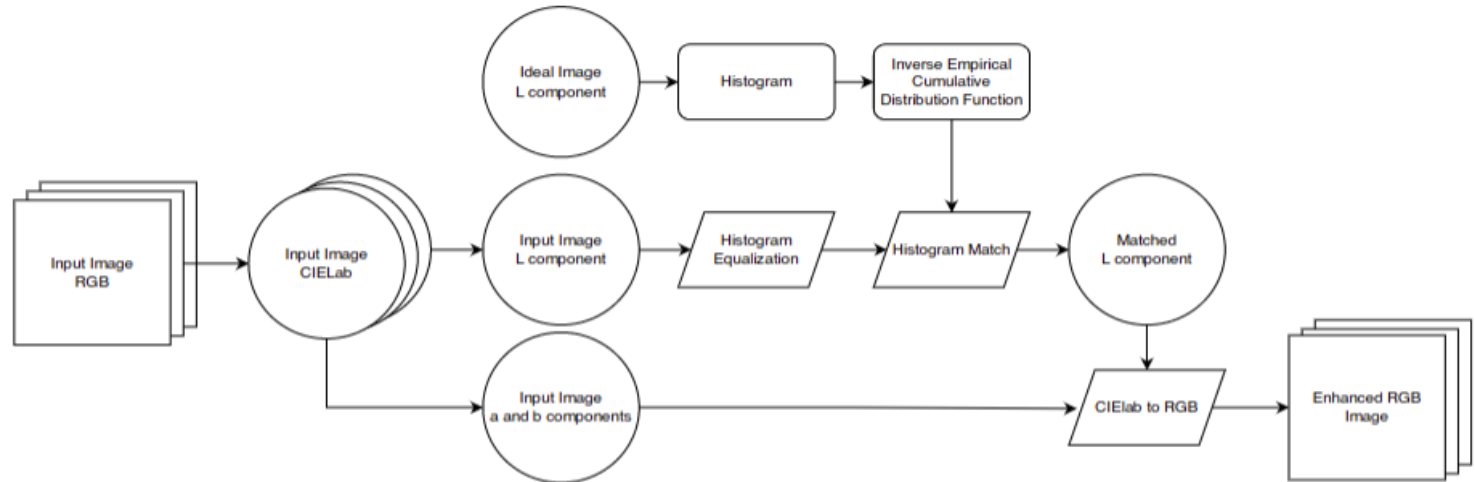 Ideal Image
L component
Histogram
Inverse Empirical
Cumulative
Distribution Function
Input Image
RGB
Input Image
CIELab
Input Image
L component
Histogram
Equalization
Histogram Match
Matched
L component
Input Image
a and b components
CIElab to RGB
Enhanced RGB
Image